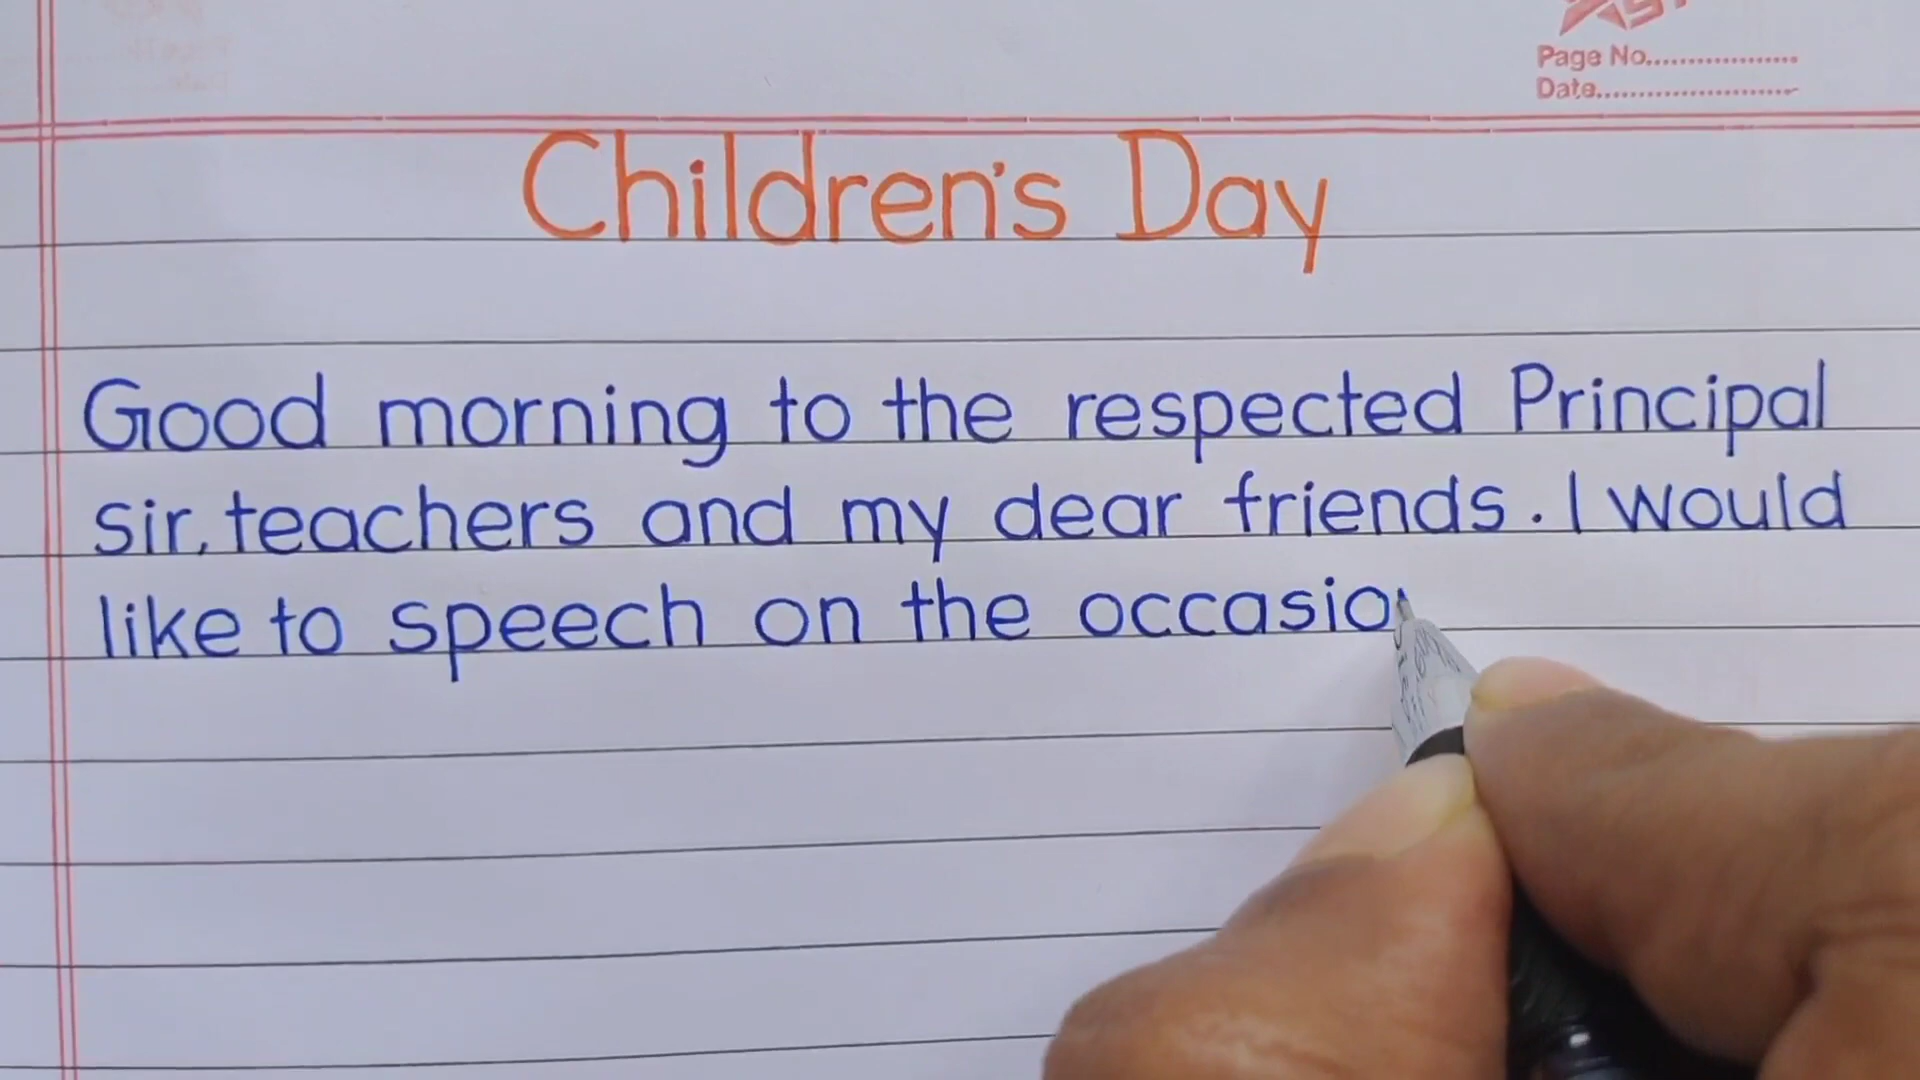 Page No..................
Date........................
Children's Day
Good morning to the respected Principal
sir, teachers and my dear friends. I would
like to speech on the occasio